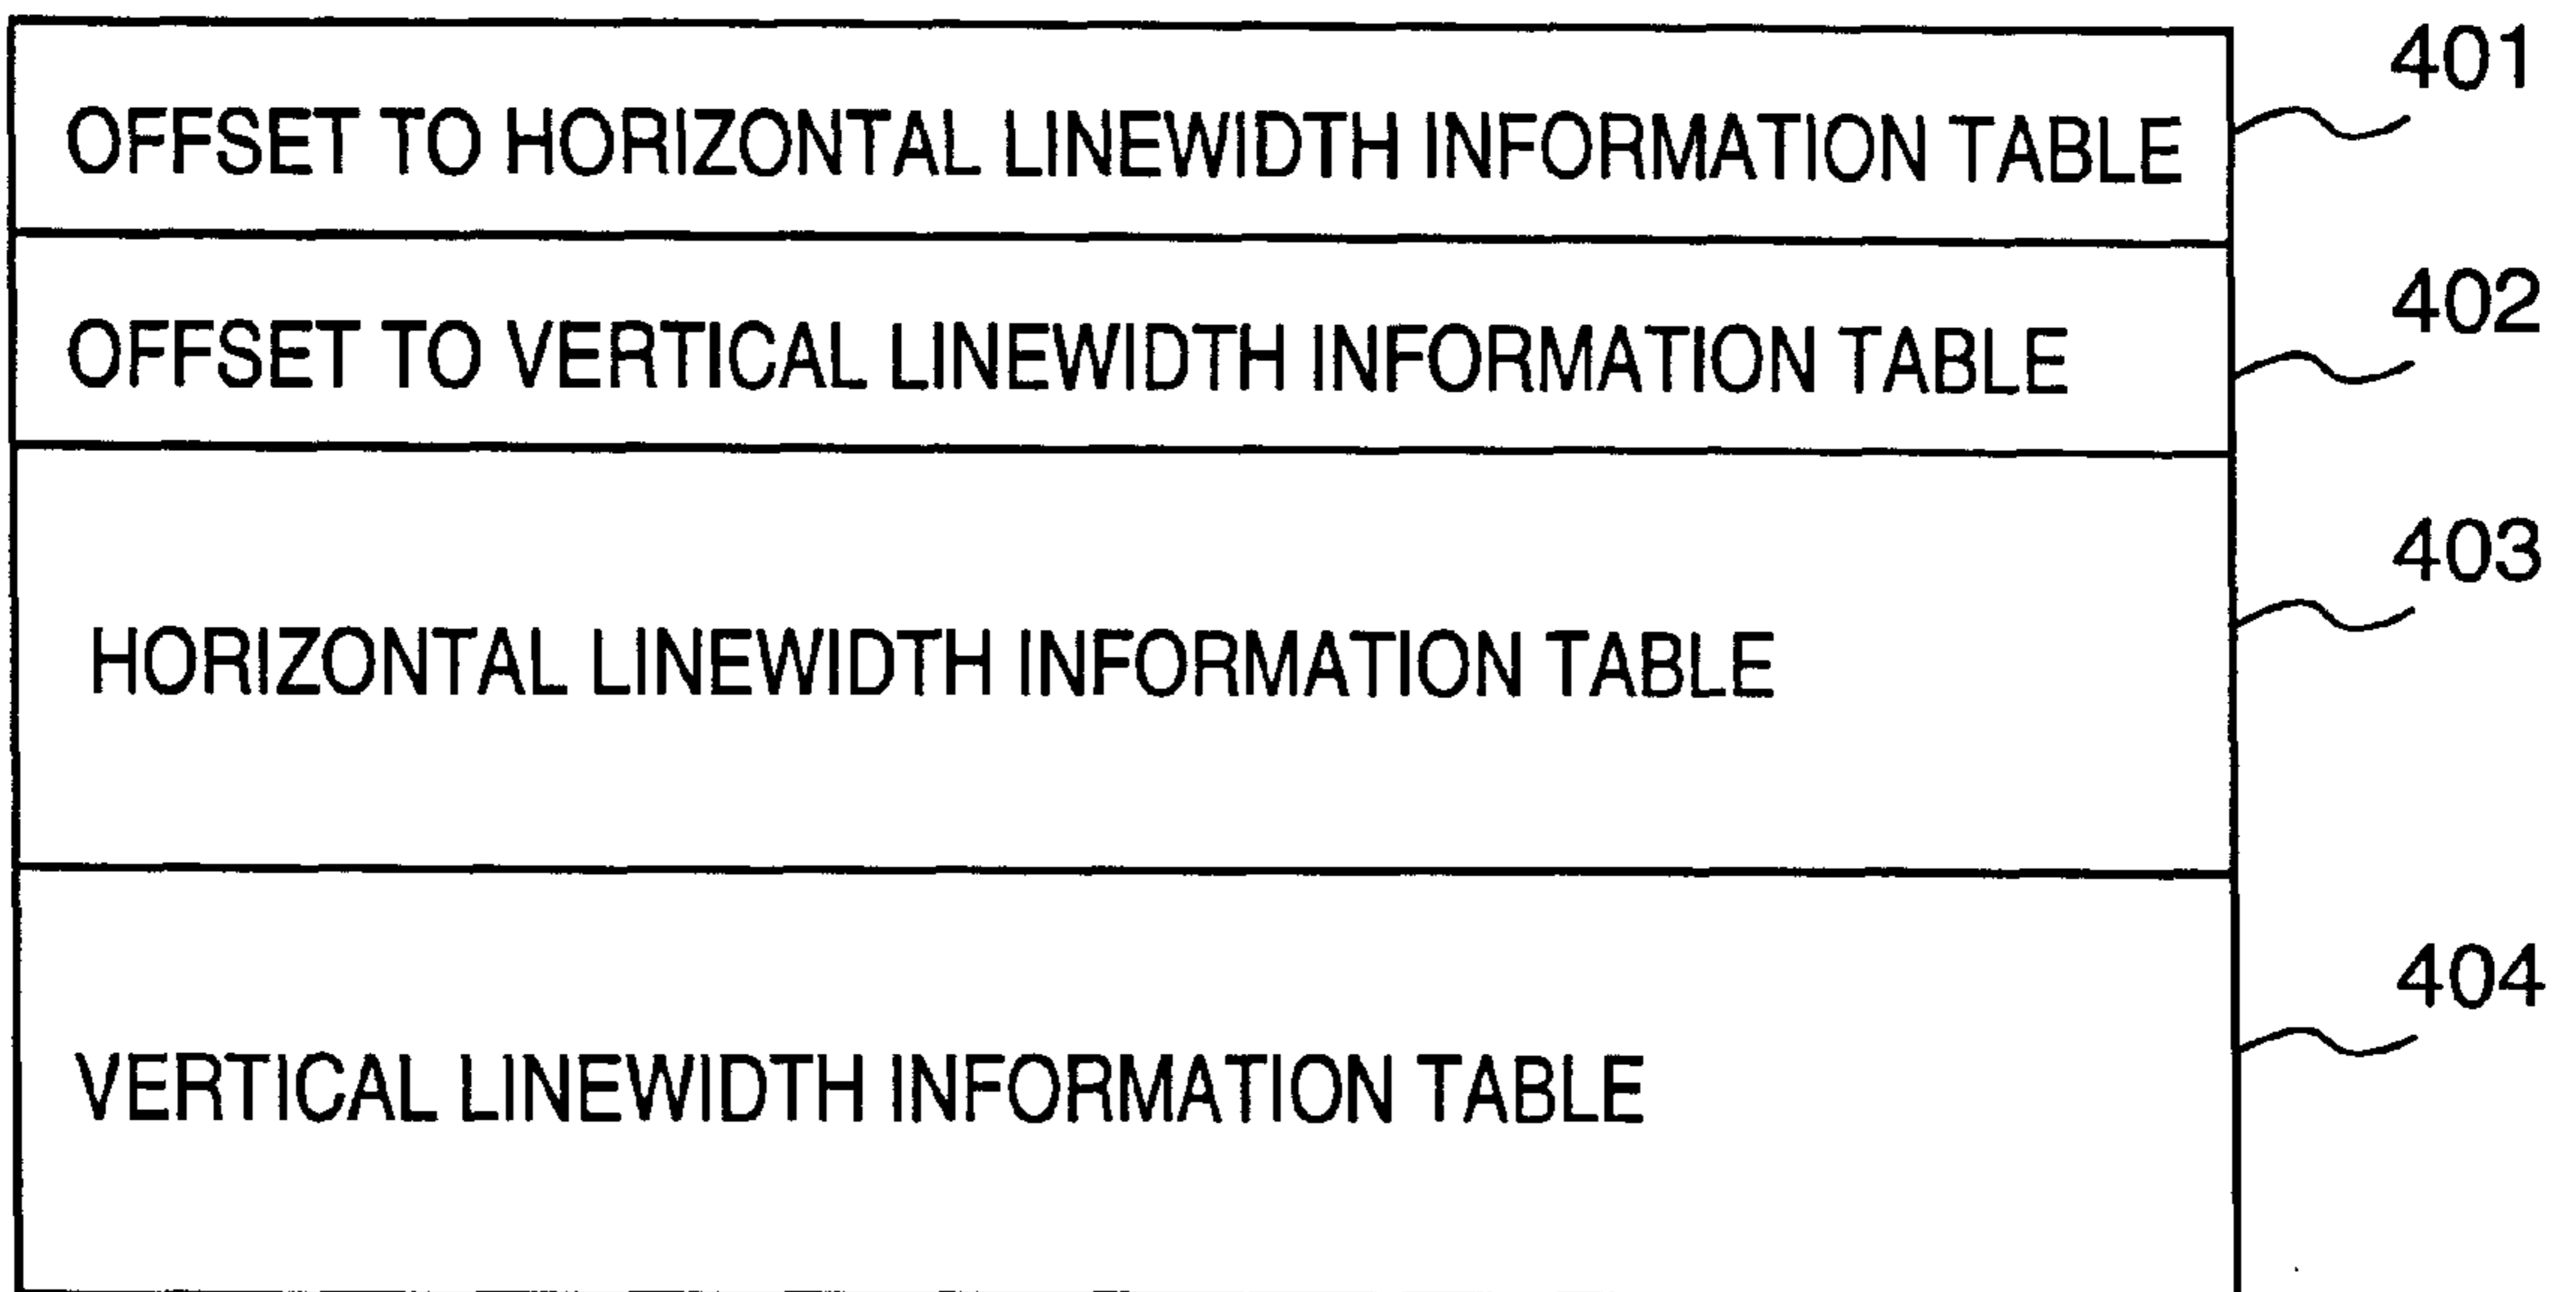 401
OFFSET TO HORIZONTAL LINEWIDTH INFORMATION TABLE
402
OFFSET TO VERTICAL LINEWIDTH INFORMATION TABLE
403
HORIZONTAL LINEWIDTH INFORMATION TABLE
404
VERTICAL LINEWIDTH INFORMATION TABLE